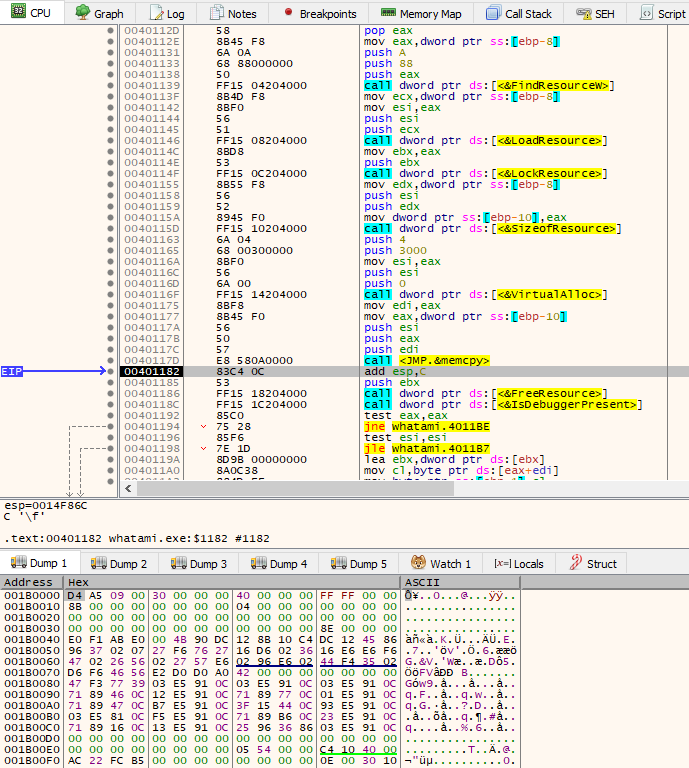 CPU Graph Log Notes Breakpoints Memory Map Call Stack SEH Script
0040112D 58 pop eax
0040112E 8B45 F8 mov eax,dword ptr ss:[ebp-8]
00401131 6A 0A push A
00401133 68 88000000 push 88
00401138 50 push eax
00401139 FF15 04204000 call dword ptr ds:[<&FindResourceW>]
0040113F 8B4D F8 mov ecx,dword ptr ss:[ebp-8]
00401142 8BF0 mov esi,eax
00401144 56 push esi
00401145 51 push ecx
00401146 FF15 08204000 call dword ptr ds:[<&LoadResource>]
0040114C 8BD8 mov ebx,eax
0040114E 53 push ebx
0040114F FF15 0C204000 call dword ptr ds:[<&LockResource>]
00401155 8B55 F8 mov edx,dword ptr ss:[ebp-8]
00401158 56 push esi
00401159 52 push edx
0040115A 8945 F0 mov dword ptr ss:[ebp-10],eax
0040115D FF15 10204000 call dword ptr ds:[<&SizeofResource>]
00401163 6A 04 push 4
00401165 68 00300000 push 3000
0040116A 8BF0 mov esi,eax
0040116C 56 push esi
0040116D 6A 00 push 0
0040116F FF15 14204000 call dword ptr ds:[<&VirtualAlloc>]
00401175 8BF8 mov edi,eax
00401177 8B45 F0 mov eax,dword ptr ss:[ebp-10]
0040117A 56 push esi
0040117B 50 push eax
0040117C 57 push edi
0040117D E8 580A0000 call <JMP.&memcpy>
EIP 00401182 83C4 0C add esp,C
00401185 53 push ebx
00401186 FF15 18204000 call dword ptr ds:[<&FreeResource>]
0040118C FF15 1C204000 call dword ptr ds:[<&IsDebuggerPresent>]
00401192 85C0 test eax,eax
00401194 75 28 jne whatami.4011BE
00401196 85F6 test esi,esi
00401198 7E 1D jle whatami.4011B7
0040119A 8D9B 00000000 lea ebx,dword ptr ds:[ebx]
004011A0 8A0C38 mov cl,byte ptr ds:[eax+edi]
esp=0014F86C
C '\f'
.text:00401182 whatami.exe:$1182 #1182
Dump 1 Dump 2 Dump 3 Dump 4 Dump 5 Watch 1 [x=] Locals Struct
Address Hex ASCII
001B0000 D4 A5 09 00 30 00 00 00 40 00 00 00 FF FF 00 00 Ô¥..0...@...ÿÿ..
001B0010 8B 00 00 00 00 00 00 00 04 00 00 00 00 00 00 00 ................
001B0020 00 00 00 00 00 00 00 00 00 00 00 00 00 00 00 00 ................
001B0030 00 00 00 00 00 00 00 00 00 00 00 00 8E 00 00 00 ................
001B0040 E0 F1 AB E0 00 4B 90 DC 12 8B 10 C4 DC 12 45 86 àñ«à.K.Ü...ÄÜ.E.
001B0050 96 37 02 07 27 F6 76 27 16 D6 02 36 16 E6 E6 F6 .7..'öv'.Ö.6.ææö
001B0060 47 02 26 56 02 27 57 E6 02 96 E6 02 44 F4 35 02 G.&V.'Wæ..æ.Dô5.
001B0070 D6 F6 46 56 E2 D0 D0 A0 42 00 00 00 00 00 00 00 ÖöFVâÐÐ B.......
001B0080 47 F3 77 39 03 E5 91 0C 03 E5 91 0C 03 E5 91 0C Gów9.å...å...å..
001B0090 71 89 46 0C 12 E5 91 0C 71 89 77 0C 01 E5 91 0C q.F..å..q.w..å..
001B00A0 71 89 47 0C B7 E5 91 0C 3F 15 44 0C 93 E5 91 0C q.G.·å..?.D..å..
001B00B0 03 E5 81 0C F5 E5 91 0C 71 89 B6 0C 23 E5 91 0C .å..õå..q.¶.#å..
001B00C0 71 89 16 0C 13 E5 91 0C 25 96 36 86 03 E5 91 0C q....å..%.6..å..
001B00D0 00 00 00 00 00 00 00 00 00 00 00 00 00 00 00 00 ................
001B00E0 00 00 00 00 00 00 00 00 05 54 00 00 C4 10 40 00 .........T..Ä.@.
001B00F0 AC 22 FC B5 00 00 00 00 00 00 00 00 0E 00 30 10 ¬"üµ..........0.